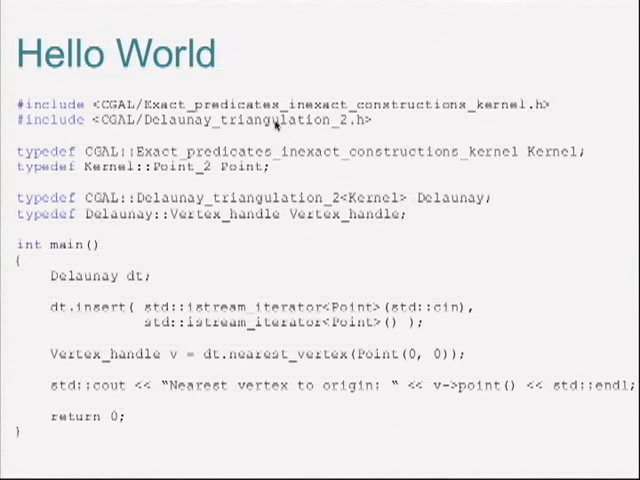 Hello World
#include <CGAL/Exact_predicates_inexact_constructions_kernel.h>
#include <CGAL/Delaunay_triangulation_2.h>
typedef CGAL::Exact_predicates_inexact_constructions_kernel Kernel;
typedef Kernel::Point_2 Point;
typedef CGAL::Delaunay_triangulation_2<Kernel> Delaunay;
typedef Delaunay::Vertex_handle Vertex_handle;
int main()
{
Delaunay dt;
dt.insert( std::istream_iterator<Point>(std::cin),
std::istream_iterator<Point>() );
Vertex_handle v = dt.nearest_vertex(Point(0, 0));
std::cout << “Nearest vertex to origin: “ << v->point() << std::endl;
return 0;
}